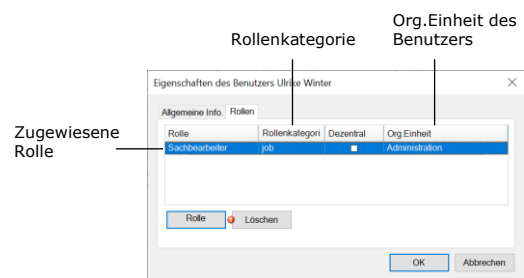 Org.Einheit des
Benutzers
Rollenkategorie
Eigenschaften des Benutzers Ulrike Winter
Allgemeine Info. Rollen
Zugewiesene
Rolle
Rolle Rollenkategori Dezentral Org.Einheit
Sachbearbeiter job Administration
Rolle Löschen
OK Abbrechen